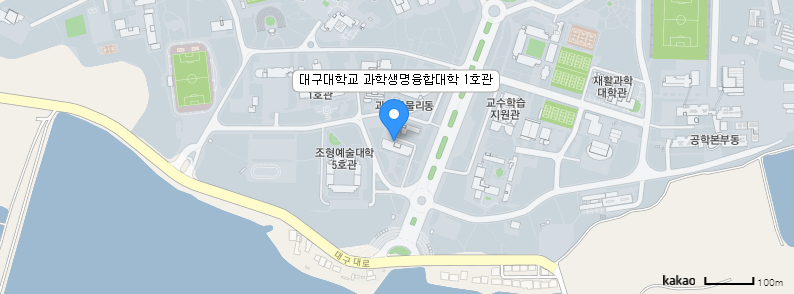 대구대학교 과학생명융합대학 1호관
1호관
물리동
재활과학
대학관
교수학습
지원관
공학본부동
조형예술대학
5호관
대구대로
kakao
100m